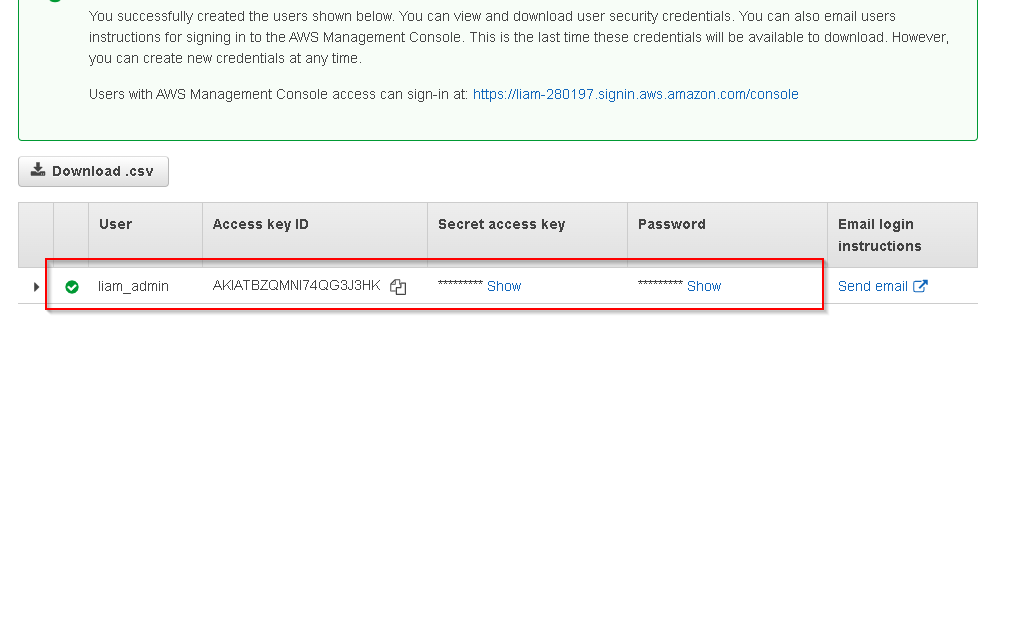 You successfully created the users shown below. You can view and download user security credentials. You can also email users
instructions for signing in to the AWS Management Console. This is the last time these credentials will be available to download. However,
you can create new credentials at any time.
Users with AWS Management Console access can sign-in at: https://liam-280197.signin.aws.amazon.com/console
Download .csv
User Access key ID Secret access key Password Email login
instructions
liam_admin AKIATBZQMNI74QG3J3HK ********* Show ********* Show Send email